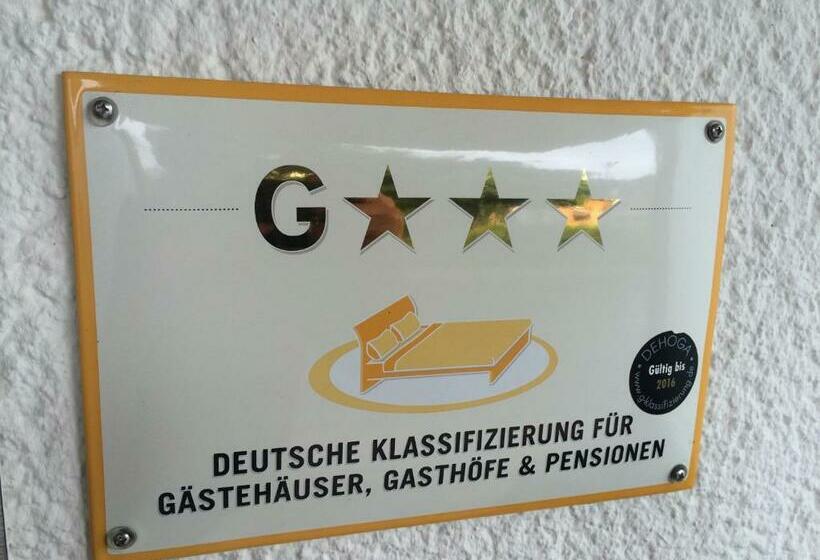 G★★★
DEHOGA
Gültig bis
2016
www.g-klassifizierung.de
DEUTSCHE KLASSIFIZIERUNG FÜR
GÄSTEHÄUSER, GASTHÖFE & PENSIONEN